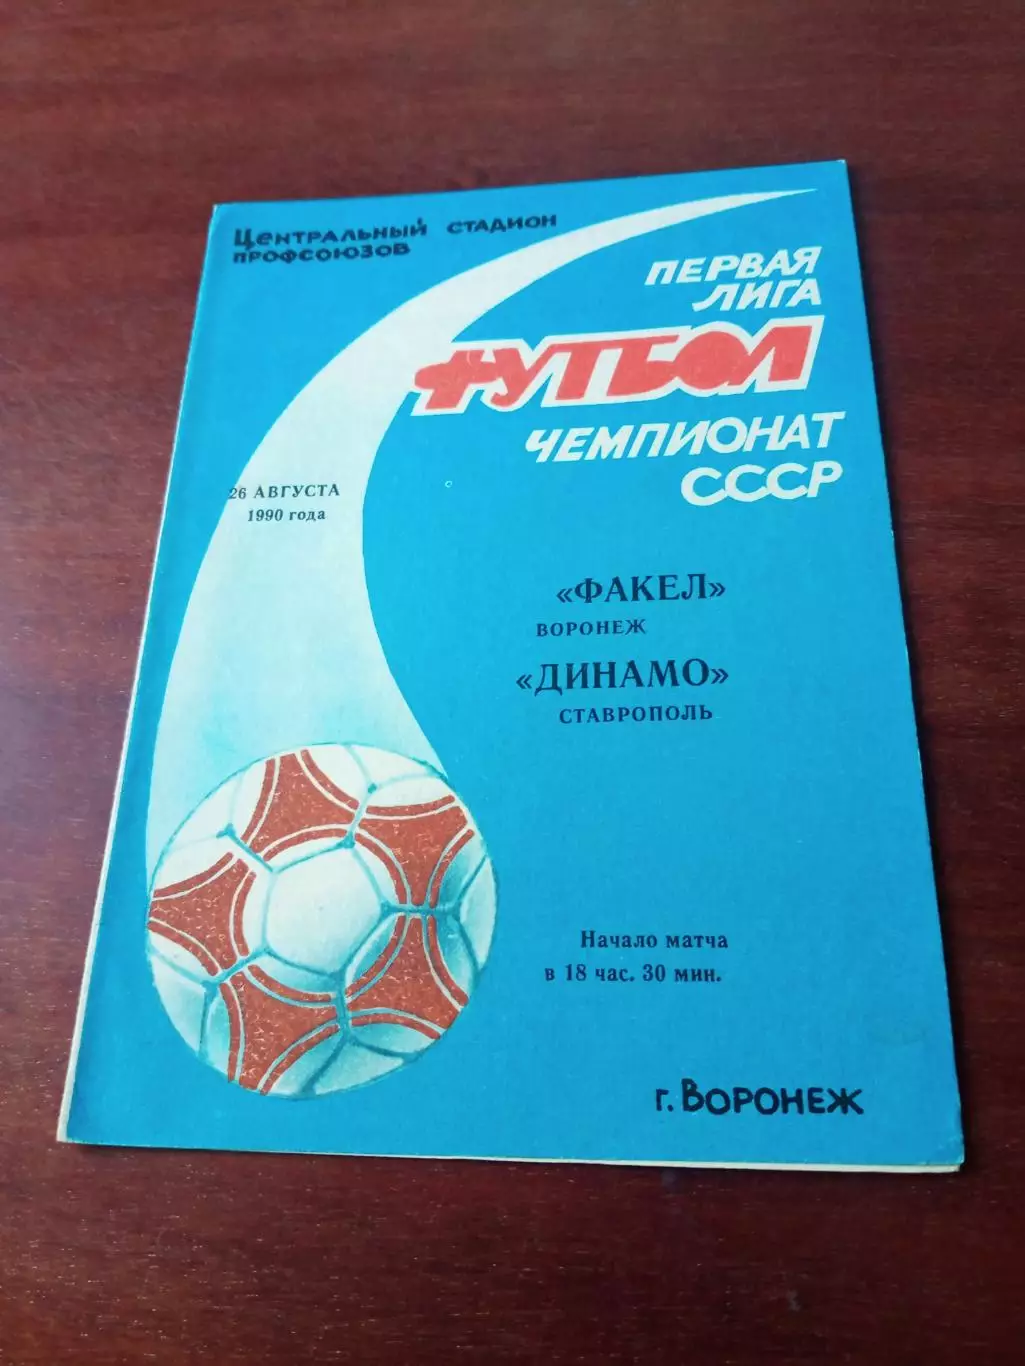 Центральный стадион
профсоюзов
ПЕРВАЯ
ЛИГА
ФУТБОЛ
ЧЕМПИОНАТ
СССР
26 АВГУСТА
1990 года
«ФАКЕЛ»
ВОРОНЕЖ
«ДИНАМО»
СТАВРОПОЛЬ
Начало матча
в 18 час. 30 мин.
г. Воронеж